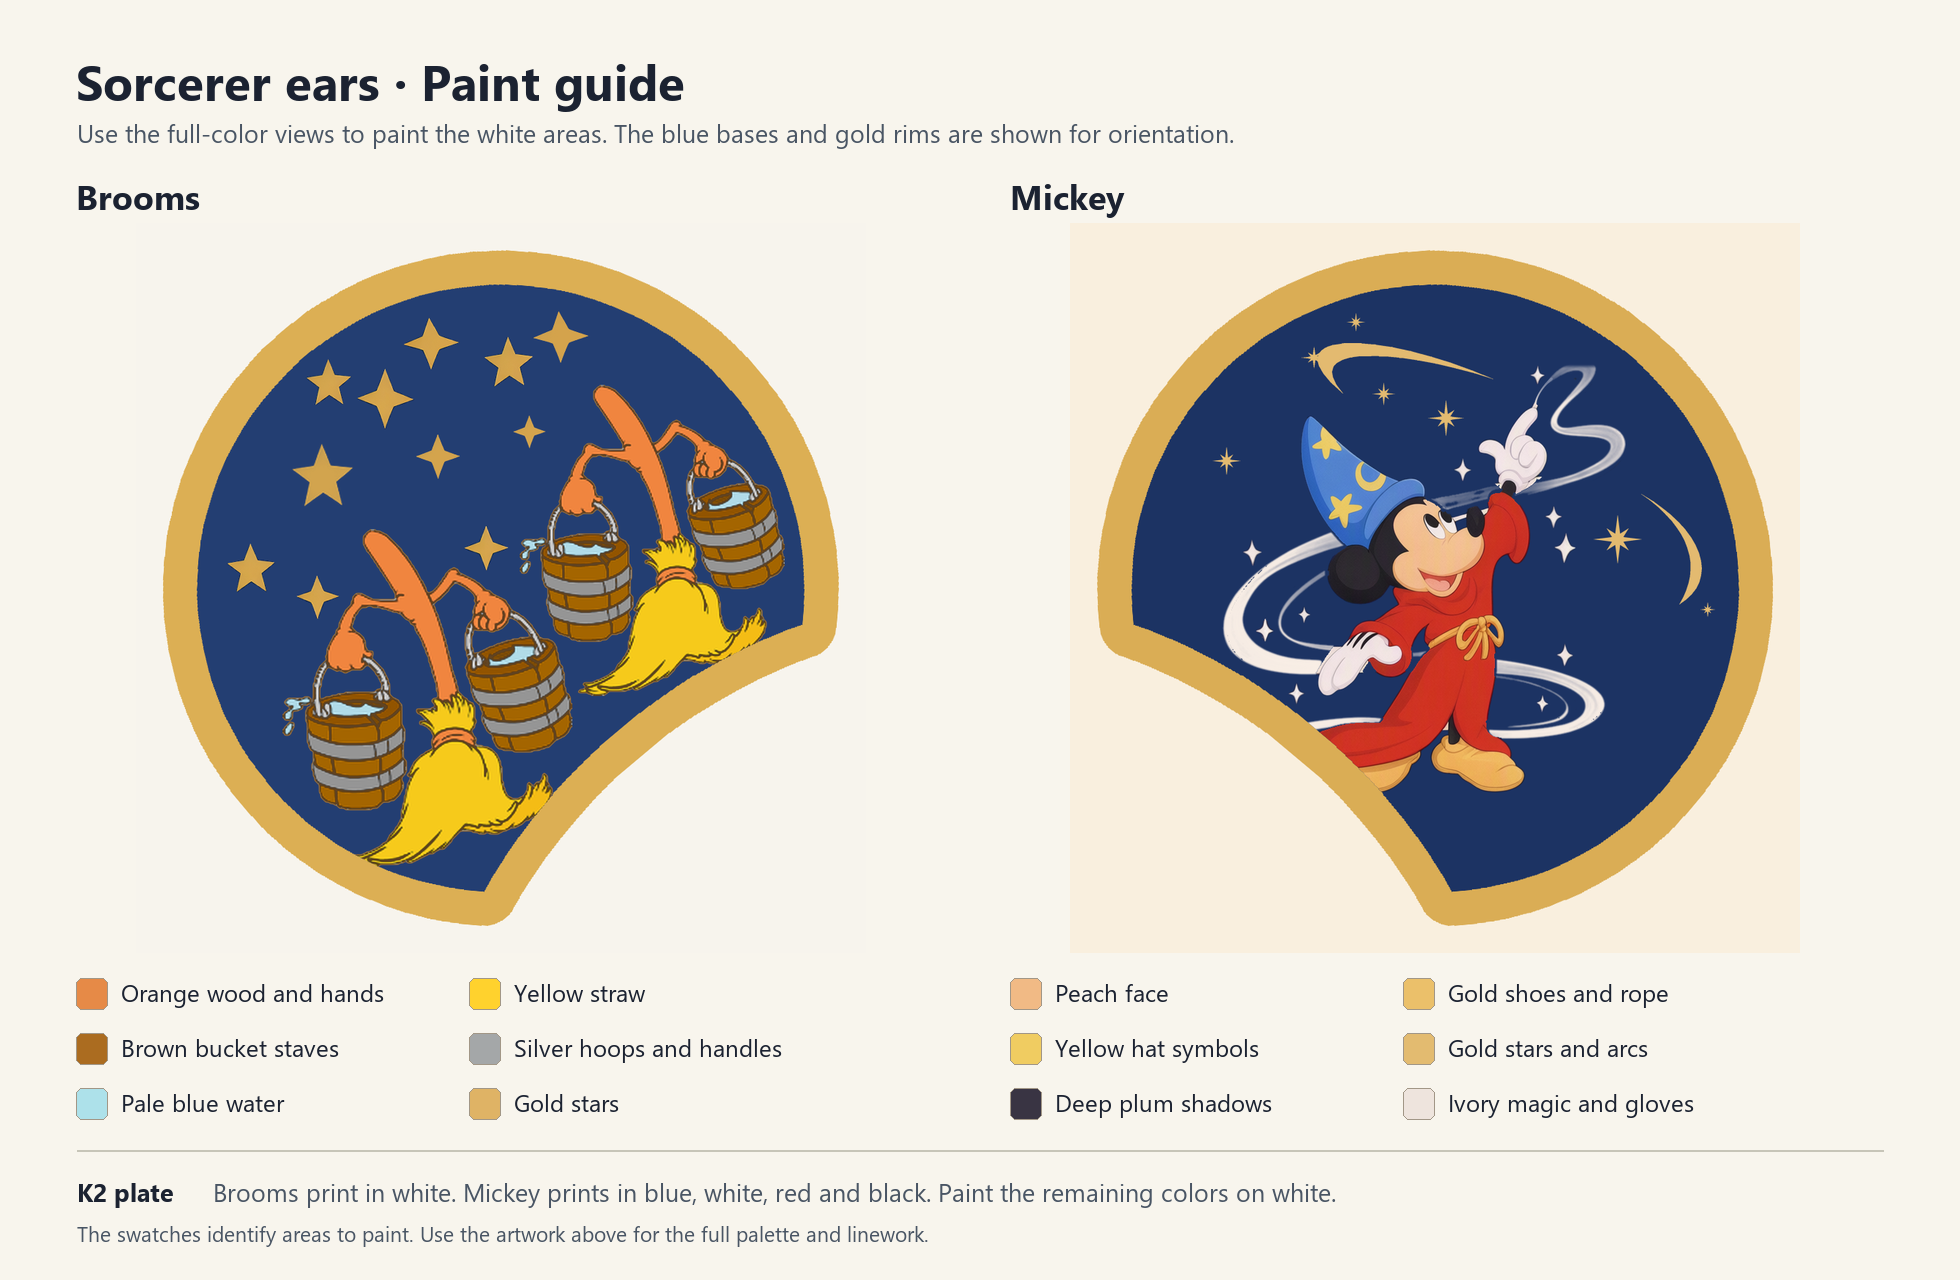 Sorcerer ears · Paint guide
Use the full-color views to paint the white areas. The blue bases and gold rims are shown for orientation.
Brooms
Mickey
Orange wood and hands
Yellow straw
Brown bucket staves
Silver hoops and handles
Pale blue water
Gold stars
Peach face
Gold shoes and rope
Yellow hat symbols
Gold stars and arcs
Deep plum shadows
Ivory magic and gloves
K2 plate Brooms print in white. Mickey prints in blue, white, red and black. Paint the remaining colors on white.
The swatches identify areas to paint. Use the artwork above for the full palette and linework.